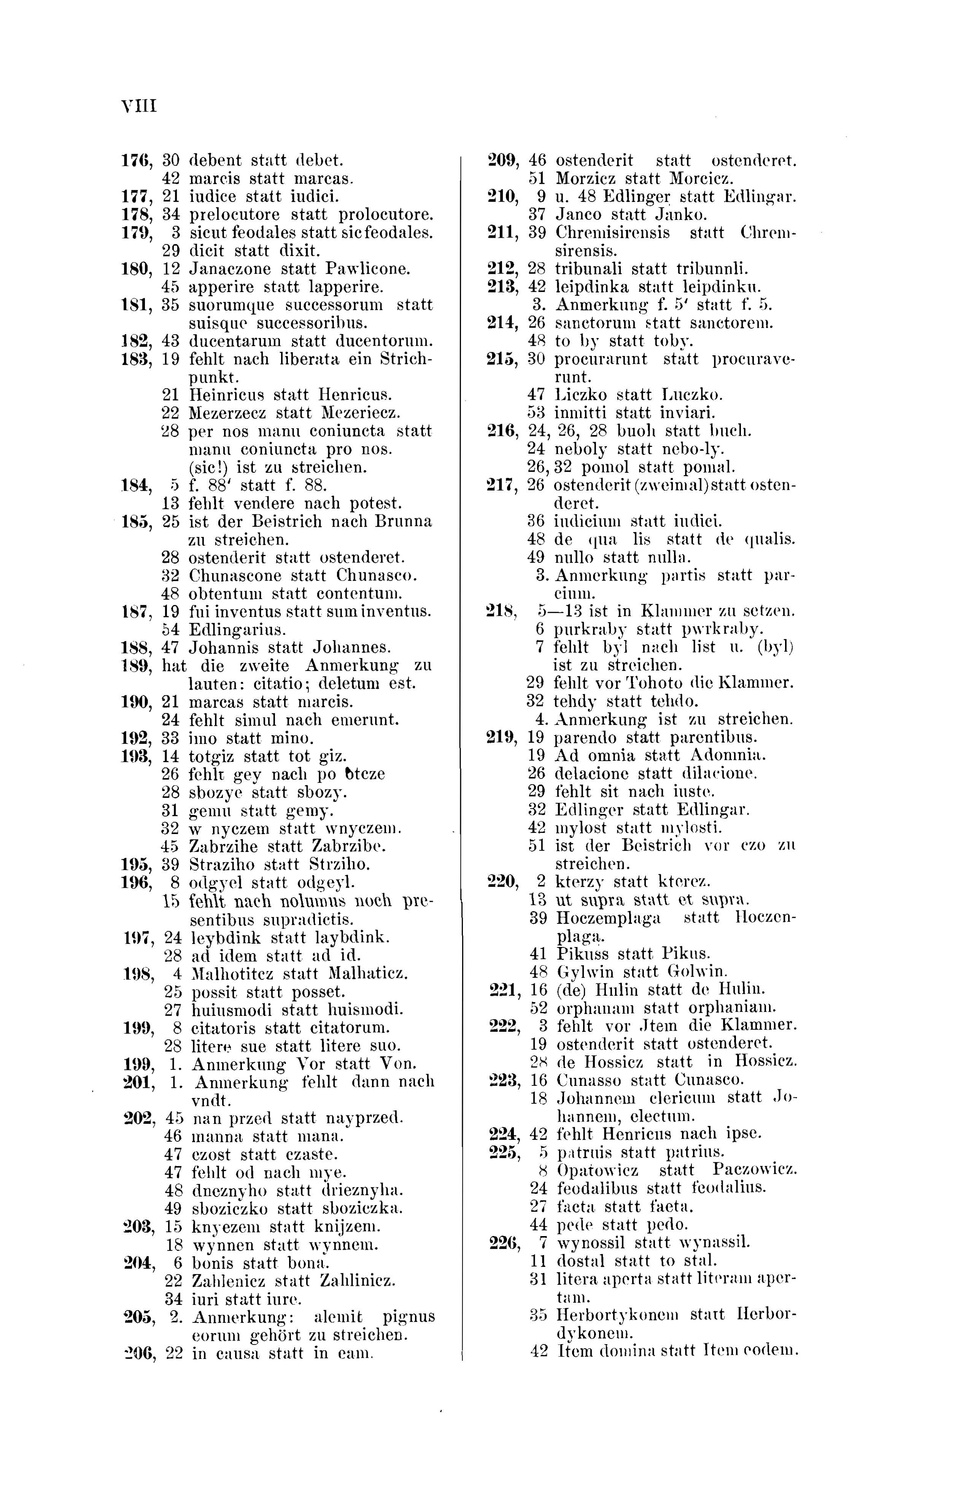 VIII
176, 30 debent statt debet.
42 marcis statt marcas.
177, 21 iudice statt iudici.
178, 34 prelocutore statt prolocutore.
179, 3 sicut feodales statt sic feodales.
29 dicit statt dixit.
180, 12 Janaczone statt Pawlicone.
45 apperire statt lapperire.
181, 35 suorumque successorum statt
suisque successoribus.
182, 43 ducentarum statt ducentorum.
183, 19 fehlt nach liberata ein Strich-
punkt.
21 Heinricus statt Henricus.
22 Mezerzecz statt Mezeriecz.
28 per nos manu coniuncta statt
manu coniuncta pro nos.
(sic!) ist zu streichen.
184, 5 f. 88' statt f. 88.
13 fehlt vendere nach potest.
185, 25 ist der Beistrich nach Brunna
zu streichen.
28 ostenderit statt ostenderet.
32 Chunascone statt Chunasco.
48 obtentum statt contentum.
187, 19 fui inventus statt sum inventus.
54 Edlingarius.
188, 47 Johannis statt Johannes.
189, hat die zweite Anmerkung zu
lauten: citatio; deletum est.
190, 21 marcas statt marcis.
24 fehlt simul nach emerunt.
192, 33 imo statt mino.
193, 14 totgiz statt tot giz.
26 fehlt gey nach po btcze
28 sbozye statt sbozy.
31 gemu statt gemy.
32 w nyczem statt wnyczem.
45 Zabrzihe statt Zabrzibe.
195, 39 Straziho statt Strziho.
196, 8 odgyel statt odgeyl.
15 fehlt nach nolumus noch pre-
sentibus supradictis.
197, 24 leybdink statt laybdink.
28 ad idem statt ad id.
198, 4 Malhotitcz statt Malhaticz.
25 possit statt posset.
27 huiusmodi statt huismodi.
199, 8 citatoris statt citatorum.
28 litere sue statt litere suo.
199, 1. Anmerkung Vor statt Von.
201, 1. Anmerkung fehlt dann nach
vndt.
202, 45 nan przed statt nayprzed.
46 manna statt mana.
47 czost statt czaste.
47 fehlt od nach mye.
48 dneznyho statt drieznyha.
49 sboziczko statt sboziczka.
203, 15 knyezem statt knijzem.
18 wynnen statt wynnem.
204, 6 bonis statt bona.
22 Zahlenicz statt Zahlinicz.
34 iuri statt iure.
205, 2. Anmerkung: alemit pignus
eorum gehört zu streichen.
206, 22 in causa statt in eam.
209, 46 ostenderit statt ostenderet.
51 Morzicz statt Morcicz.
210, 9 u. 48 Edlinger statt Edlingar.
37 Janco statt Janko.
211, 39 Chremisirensis statt Chrem-
sirensis.
212, 28 tribunali statt tribunnli.
213, 42 leipdinka statt leipdinku.
3. Anmerkung f. 5' statt f. 5.
214, 26 sanctorum statt sanctorem.
48 to by statt toby.
215, 30 procurarunt statt procurave-
runt.
47 Liczko statt Luczko.
53 inmitti statt inviari.
216, 24, 26, 28 buoh statt buch.
24 neboly statt nebo-ly.
26, 32 pomol statt pomal.
217, 26 ostenderit (zweimal) statt osten-
deret.
36 iudicium statt iudici.
48 de qua lis statt de qualis.
49 nullo statt nulla.
3. Anmerkung partis statt par-
cium.
218, 5—13 ist in Klammer zu setzen.
6 purkraby statt pwrkraby.
7 fehlt byl nach list u. (byl)
ist zu streichen.
29 fehlt vor Tohoto die Klammer.
32 tehdy statt tehdo.
4. Anmerkung ist zu streichen.
219, 19 parendo statt parentibus.
19 Ad omnia statt Adomnia.
26 delacione statt dilacione.
29 fehlt sit nach iuste.
32 Edlinger statt Edlingar.
42 mylost statt mylosti.
51 ist der Beistrich vor czo zu
streichen.
220, 2 kterzy statt kterez.
13 ut supra statt et supra.
39 Hoczemplaga statt Hoczen-
plaga.
41 Pikuss statt Pikus.
48 Gylwin statt Golwin.
221, 16 (de) Hulin statt de Hulin.
52 orphanam statt orphaniam.
222, 3 fehlt vor Jtem die Klammer.
19 ostenderit statt ostenderet.
28 de Hossicz statt in Hossicz.
223, 16 Cunasso statt Cunasco.
18 Johannem clericum statt Jo-
hannem, electum.
224, 42 fehlt Henricus nach ipse.
225, 5 patruis statt patrius.
8 Opatowicz statt Paczowicz.
24 feodalibus statt feodalius.
27 facta statt faeta.
44 pede statt pedo.
226, 7 wynossil statt wynassil.
11 dostal statt to stal.
31 litera aperta statt literam aper-
tam.
35 Herbortykonem statt Herbor-
dykonem.
42 Item domina statt Item eodem.